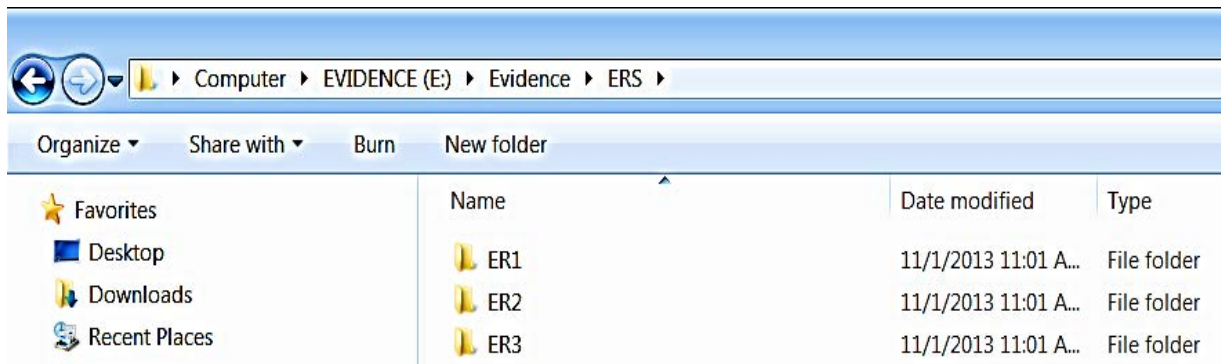 Computer EVIDENCE (E:) Evidence ERS
Organize Share with Burn New folder
Favorites
Desktop
Downloads
Recent Places
Name Date modified Type
ER1 11/1/2013 11:01 A... File folder
ER2 11/1/2013 11:01 A... File folder
ER3 11/1/2013 11:01 A... File folder